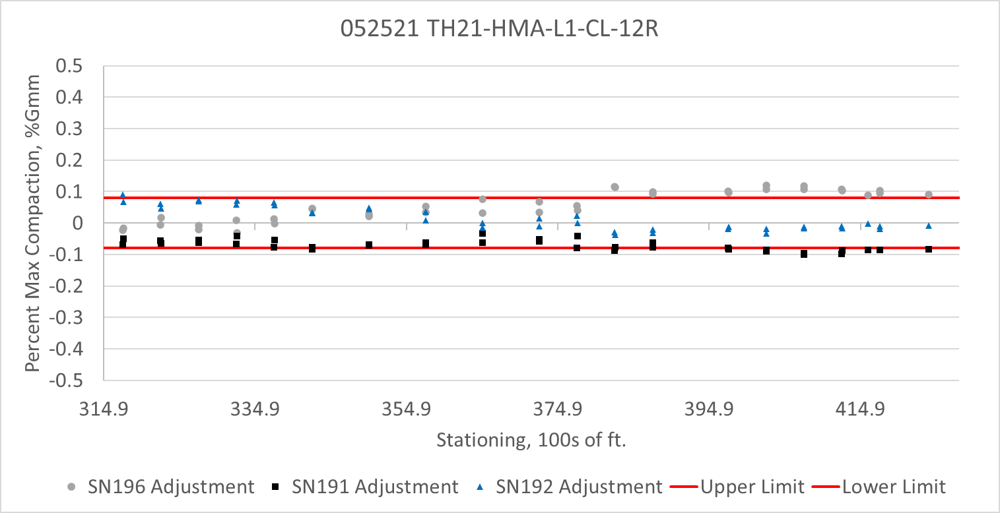 052521 TH21-HMA-L1-CL-12R
Percent Max Compaction, %Gmm
0.5
0.4
0.3
0.2
0.1
0
-0.1
-0.2
-0.3
-0.4
-0.5
314.9 334.9 354.9 374.9 394.9 414.9
Stationing, 100s of ft.
SN196 Adjustment SN191 Adjustment SN192 Adjustment Upper Limit Lower Limit